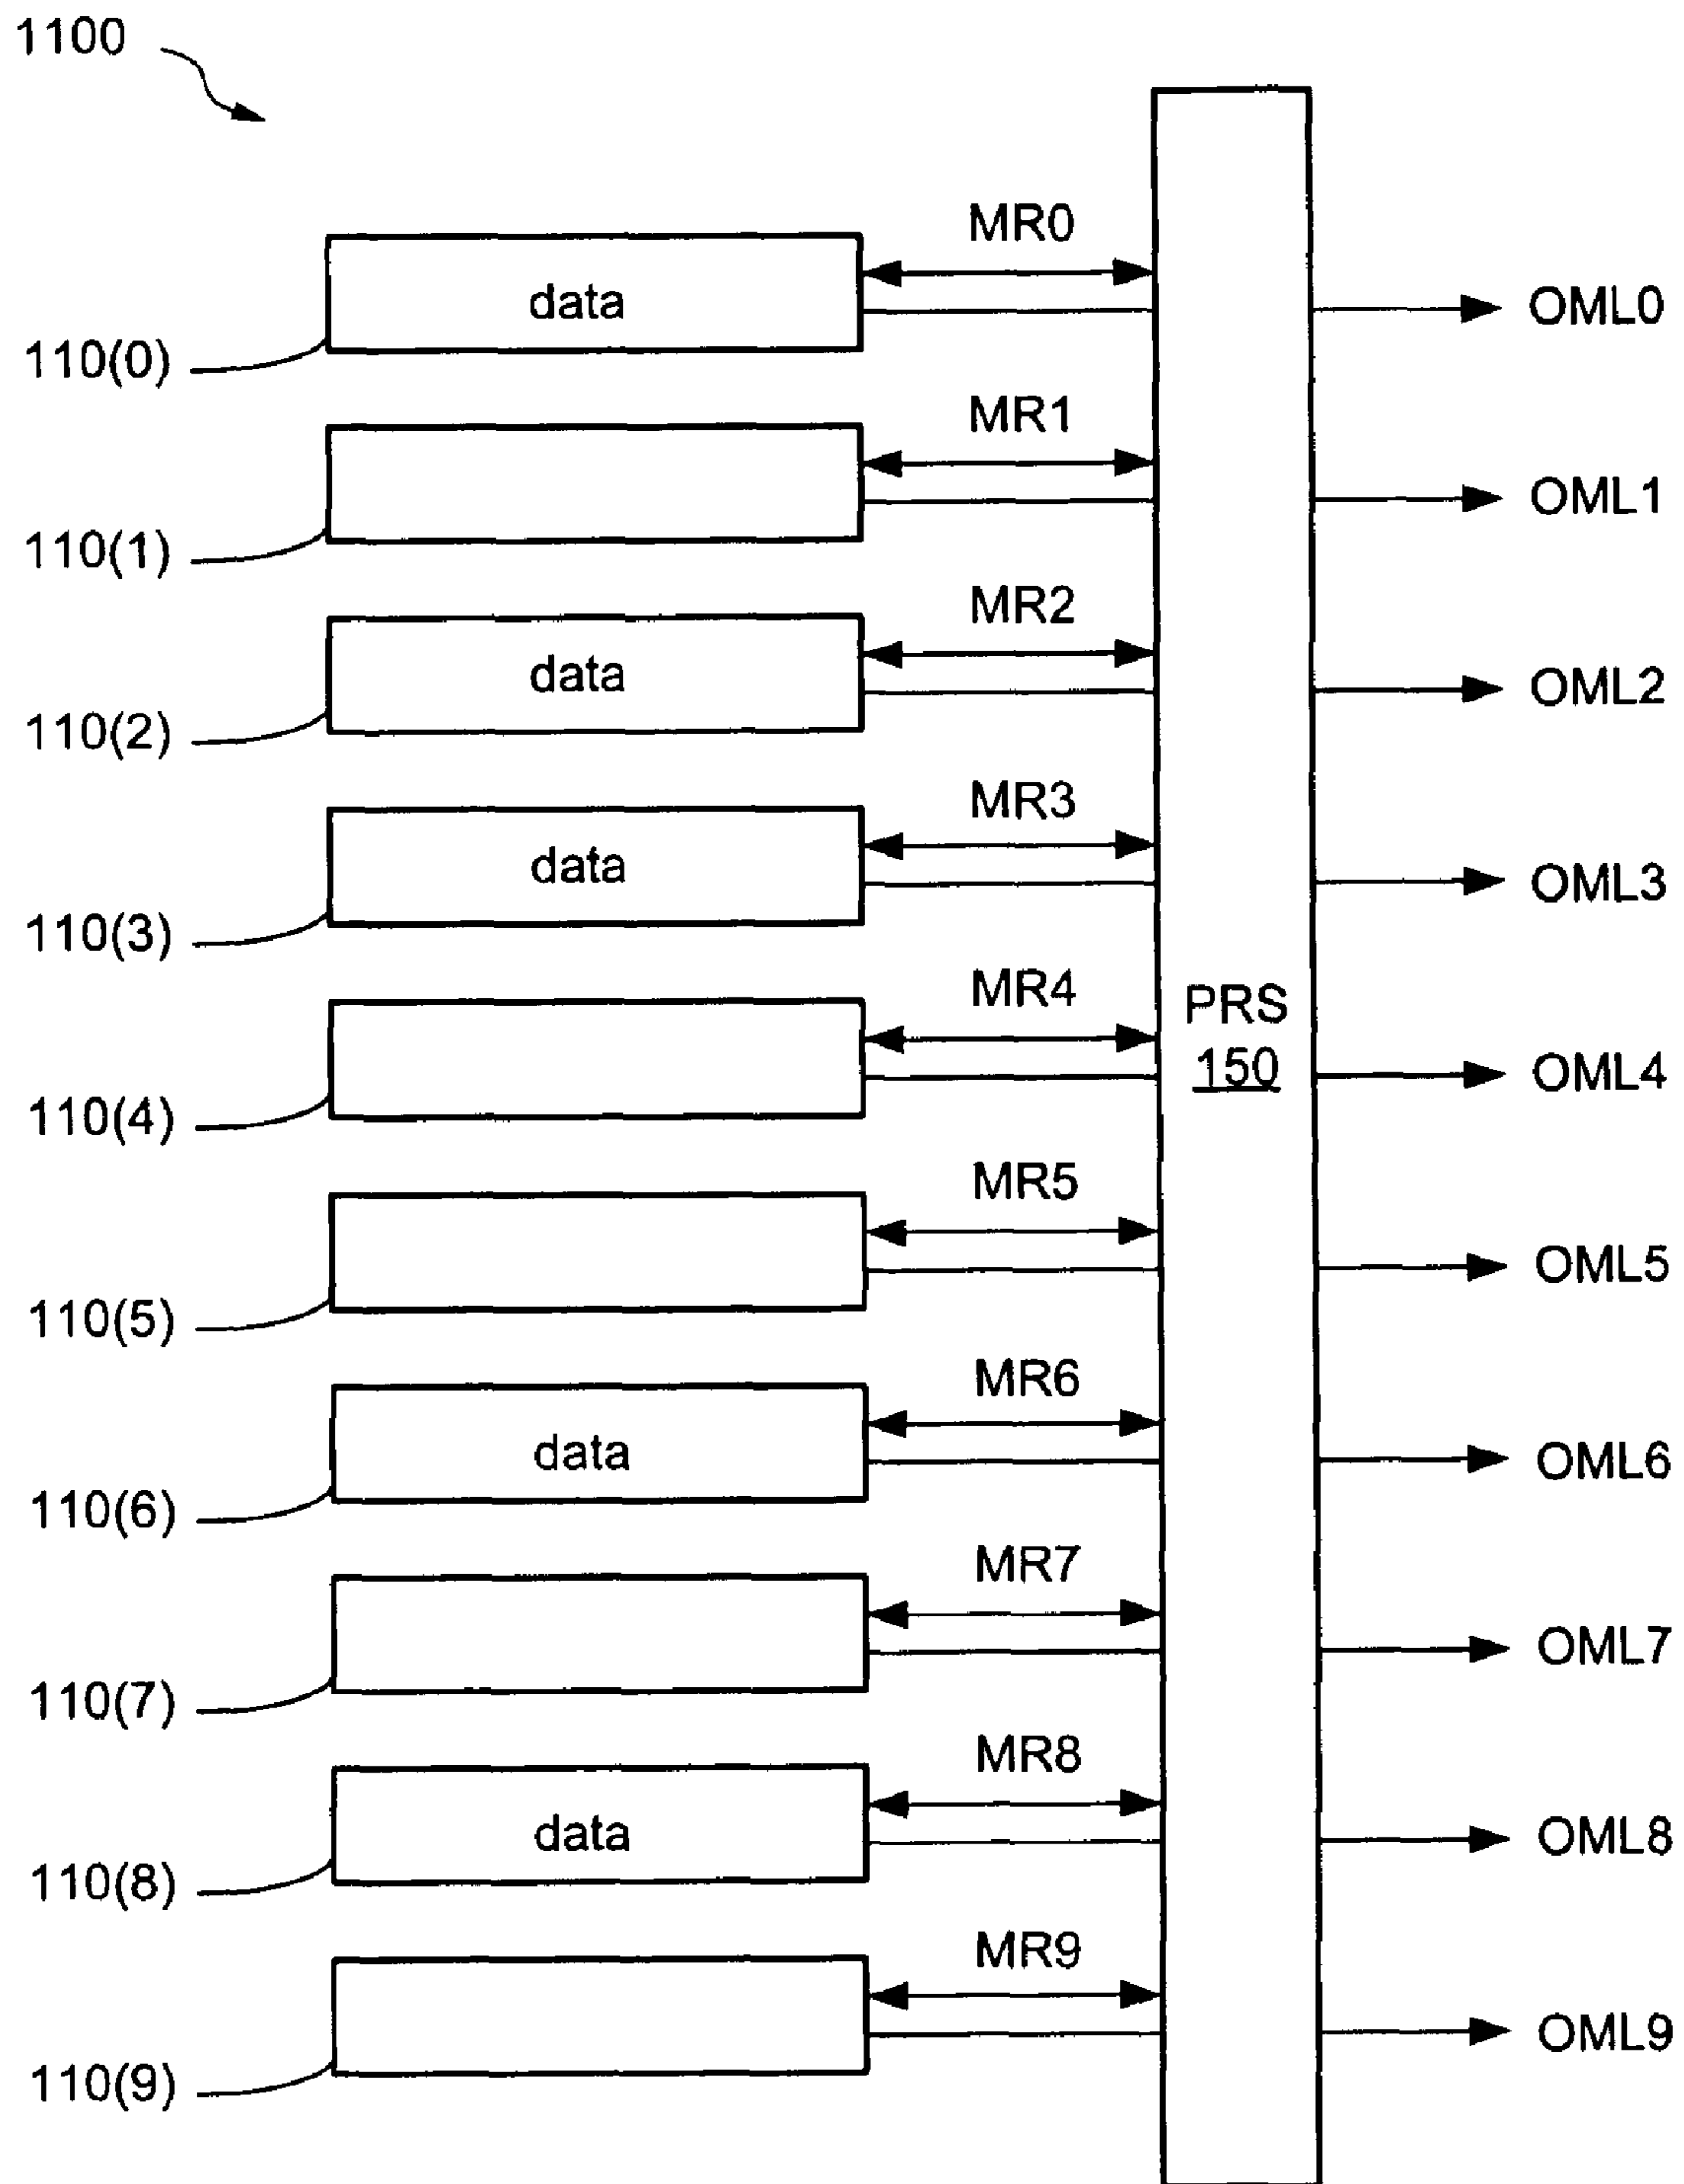 1100
MR0
data
OML0
110(0)
MR1
OML1
110(1)
MR2
data
OML2
110(2)
MR3
data
OML3
110(3)
MR4
PRS
150
OML4
110(4)
MR5
OML5
110(5)
MR6
data
OML6
110(6)
MR7
OML7
110(7)
MR8
data
OML8
110(8)
MR9
OML9
110(9)